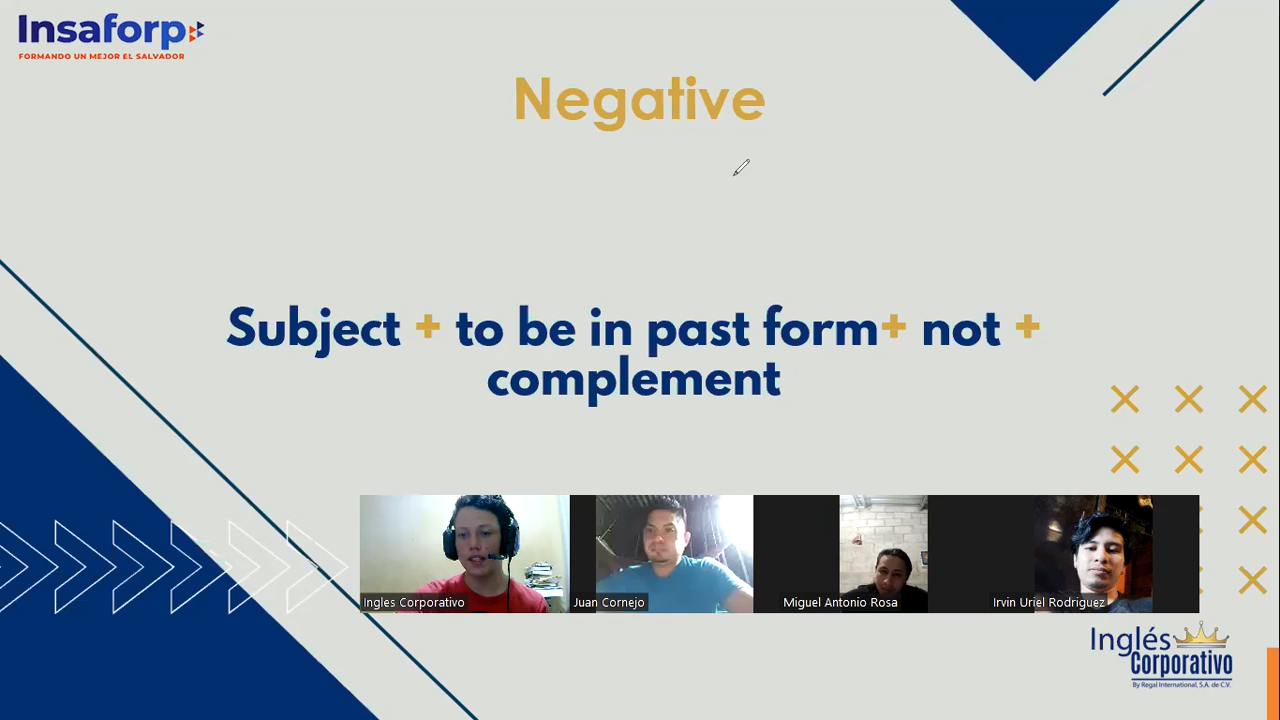 Insaforp
FORMANDO UN MEJOR EL SALVADOR
Negative
Subject + to be in past form+ not +
complement
Ingles Corporativo
Juan Cornejo
Miguel Antonio Rosa
Irvin Uriel Rodriguez
Inglés
Corporativo
By Regal International, S.A. de C.V.